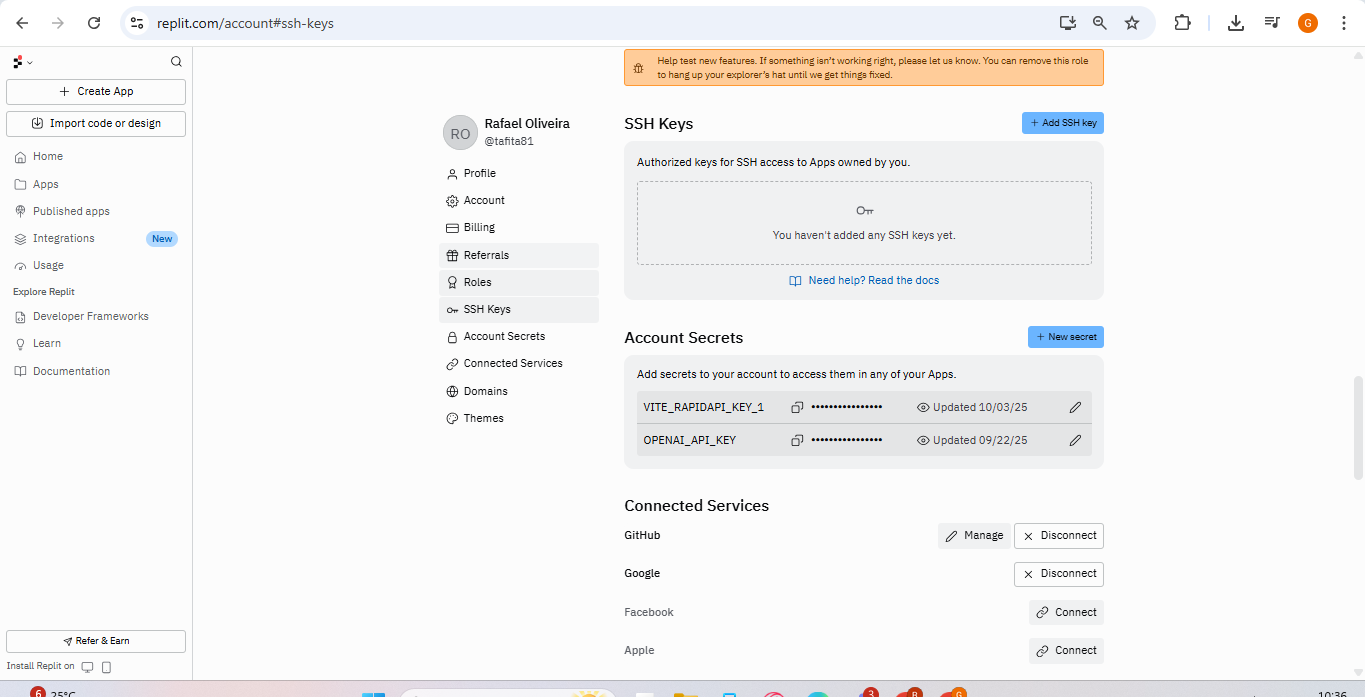 replit.com/account#ssh-keys
G
Create App
Import code or design
Home
Apps
Published apps
Integrations
New
Usage
Explore Replit
Developer Frameworks
Learn
Documentation
Refer & Earn
Install Replit on
RO
Rafael Oliveira
@tafita81
Profile
Account
Billing
Referrals
Roles
SSH Keys
Account Secrets
Connected Services
Domains
Themes
Help test new features. If something isn't working right, please let us know. You can remove this role
to hang up your explorer's hat until we get things fixed.
SSH Keys
+ Add SSH key
Authorized keys for SSH access to Apps owned by you.
You haven't added any SSH keys yet.
Need help? Read the docs
Account Secrets
+ New secret
Add secrets to your account to access them in any of your Apps.
VITE_RAPIDAPI_KEY_1 •••••••••••••••• Updated 10/03/25
OPENAI_API_KEY •••••••••••••••• Updated 09/22/25
Connected Services
GitHub
Manage
Disconnect
Google
Disconnect
Facebook
Connect
Apple
Connect
6
25°C
3
B
G
10:36